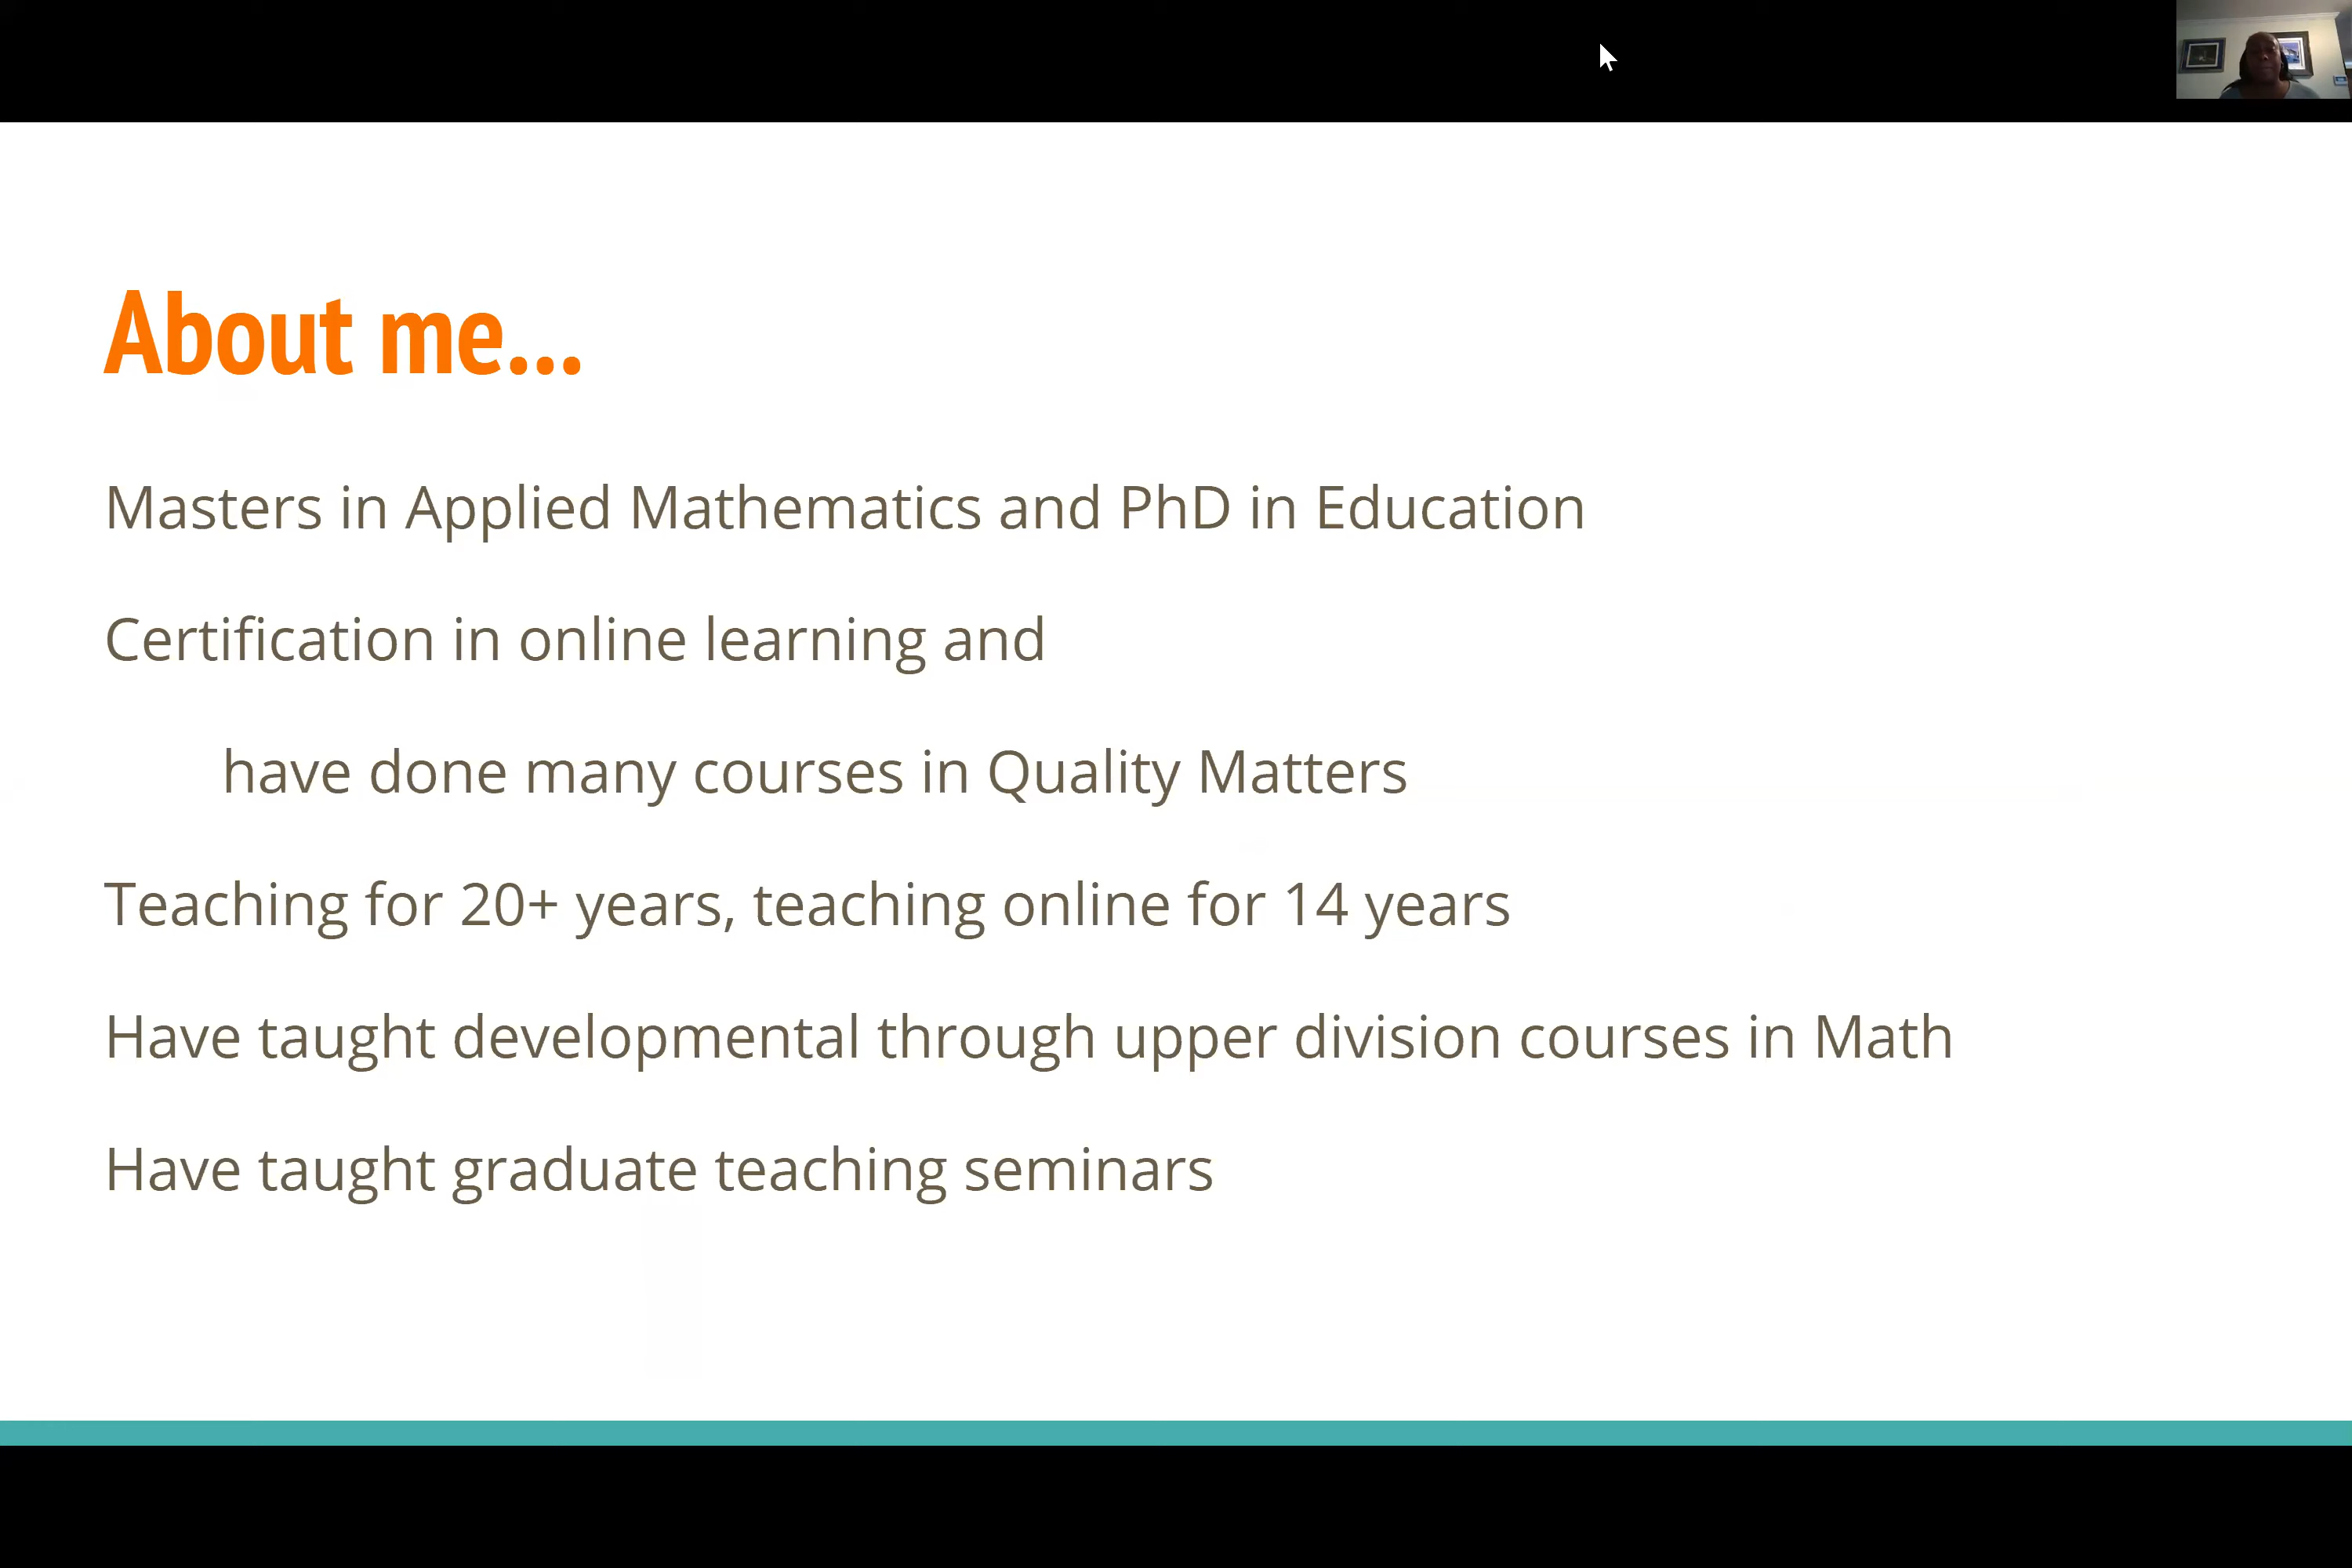 About me...
Masters in Applied Mathematics and PhD in Education
Certification in online learning and
have done many courses in Quality Matters
Teaching for 20+ years, teaching online for 14 years
Have taught developmental through upper division courses in Math
Have taught graduate teaching seminars